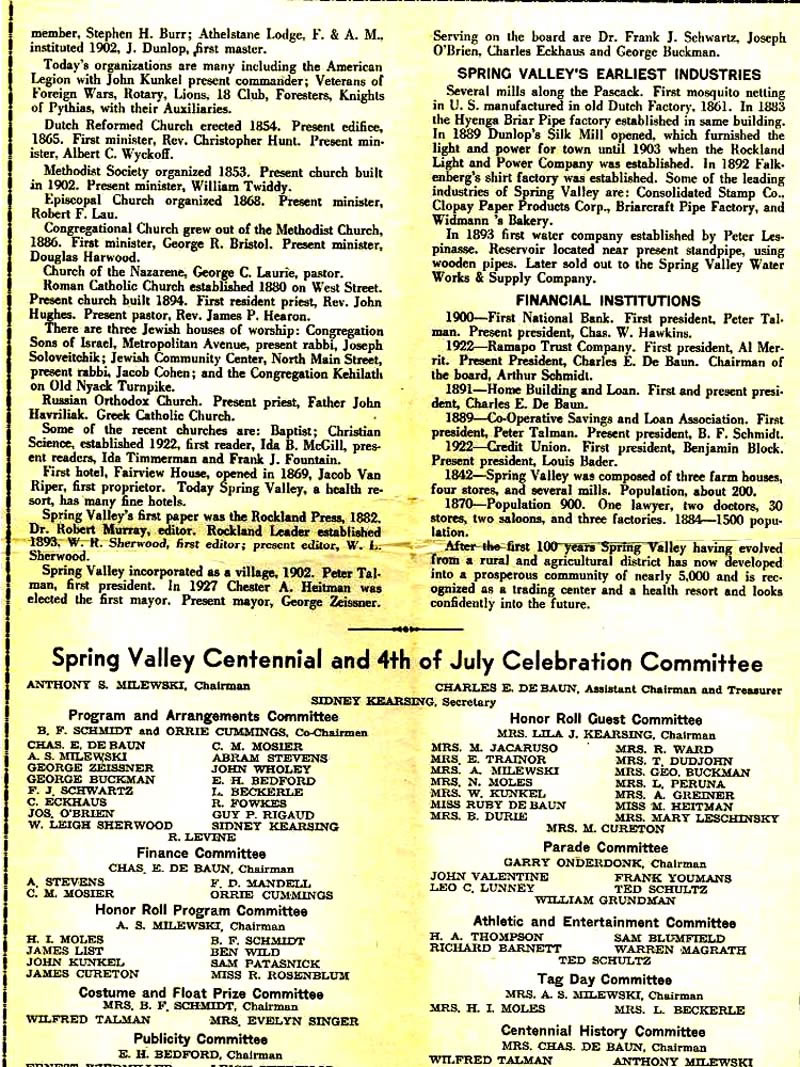 member, Stephen H. Burr; Athelstane Lodge, F. & A. M.,
instituted 1902, J. Dunlop, first master.
Today's organizations are many including the American
Legion with John Kunkel present commander; Veterans of
Foreign Wars, Rotary, Lions, 18 Club, Foresters, Knights
of Pythias, with their Auxiliaries.
Dutch Reformed Church erected 1854. Present edifice,
1865. First minister, Rev. Christopher Hunt. Present min-
ister, Albert C. Wyckoff.
Methodist Society organized 1853. Present church built
in 1902. Present minister, William Twiddy.
Episcopal Church organized 1868. Present minister,
Robert F. Lau.
Congregational Church grew out of the Methodist Church,
1886. First minister, George R. Bristol. Present minister,
Douglas Harwood.
Church of the Nazarene, George C. Laurie, pastor.
Roman Catholic Church established 1880 on West Street.
Present church built 1894. First resident priest, Rev. John
Hughes. Present pastor, Rev. James P. Hearon.
There are three Jewish houses of worship: Congregation
Sons of Israel, Metropolitan Avenue, present rabbi, Joseph
Soloveitchik; Jewish Community Center, North Main Street,
present rabbi, Jacob Cohen; and the Congregation Kehilath
on Old Nyack Turnpike.
Russian Orthodox Church. Present priest, Father John
Havriliak. Greek Catholic Church.
Some of the recent churches are: Baptist; Christian
Science, established 1922, first reader, Ida B. McGill, pres-
ent readers, Ida Timmerman and Frank J. Fountain.
First hotel, Fairview House, opened in 1869, Jacob Van
Riper, first proprietor. Today Spring Valley, a health re-
sort, has many fine hotels.
Spring Valley's first paper was the Rockland Press, 1882,
Dr. Robert Murray, editor. Rockland Leader established
1893, W. R. Sherwood, first editor; present editor, W. L.
Sherwood.
Spring Valley incorporated as a village, 1902. Peter Tal-
man, first president. In 1927 Chester A. Heitman was
elected the first mayor. Present mayor, George Zeissner.
Serving on the board are Dr. Frank J. Schwartz, Joseph
O'Brien, Charles Eckhaus and George Buckman.
SPRING VALLEY'S EARLIEST INDUSTRIES
Several mills along the Pascack. First mosquito netting
in U. S. manufactured in old Dutch Factory, 1861. In 1883
the Hyenga Briar Pipe factory established in same building.
In 1889 Dunlop's Silk Mill opened, which furnished the
light and power for town until 1903 when the Rockland
Light and Power Company was established. In 1892 Falk-
enberg's shirt factory was established. Some of the leading
industries of Spring Valley are: Consolidated Stamp Co.,
Clopay Paper Products Corp., Briarcraft Pipe Factory, and
Widmann 's Bakery.
In 1893 first water company established by Peter Les-
pinasse. Reservoir located near present standpipe, using
wooden pipes. Later sold out to the Spring Valley Water
Works & Supply Company.
FINANCIAL INSTITUTIONS
1900—First National Bank. First president, Peter Tal-
man. Present president, Chas. W. Hawkins.
1922—Ramapo Trust Company. First president, Al Mer-
rit. Present President, Charles E. De Baun. Chairman of
the board, Arthur Schmidt.
1891—Home Building and Loan. First and present presi-
dent, Charles E. De Baun.
1889—Co-Operative Savings and Loan Association. First
president, Peter Talman. Present president, B. F. Schmidt.
1922—Credit Union. First president, Benjamin Block.
Present president, Louis Bader.
1842—Spring Valley was composed of three farm houses,
four stores, and several mills. Population, about 200.
1870—Population 900. One lawyer, two doctors, 30
stores, two saloons, and three factories. 1884—1500 popu-
lation.
After the first 100 years Spring Valley having evolved
from a rural and agricultural district has now developed
into a prosperous community of nearly 5,000 and is rec-
ognized as a trading center and a health resort and looks
confidently into the future.
Spring Valley Centennial and 4th of July Celebration Committee
ANTHONY S. MILEWSKI, Chairman
CHARLES E. DE BAUN, Assistant Chairman and Treasurer
SIDNEY KEARSING, Secretary
Program and Arrangements Committee
B. F. SCHMIDT and ORRIE CUMMINGS, Co-Chairmen
CHAS. E. DE BAUN C. M. MOSIER
A. S. MILEWSKI ABRAM STEVENS
GEORGE ZEISSNER JOHN WHOLEY
GEORGE BUCKMAN E. H. BEDFORD
F. J. SCHWARTZ L. BECKERLE
C. ECKHAUS R. FOWKES
JOS. O'BRIEN GUY P. RIGAUD
W. LEIGH SHERWOOD SIDNEY KEARSING
R. LEVINE
Finance Committee
CHAS. E. DE BAUN, Chairman
A. STEVENS F. D. MANDELL
C. M. MOSIER ORRIE CUMMINGS
Honor Roll Program Committee
A. S. MILEWSKI, Chairman
H. I. MOLES B. F. SCHMIDT
JAMES LIST BEN WILD
JOHN KUNKEL SAM PATASNICK
JAMES CURETON MISS R. ROSENBLUM
Costume and Float Prize Committee
MRS. B. F. SCHMIDT, Chairman
WILFRED TALMAN MRS. EVELYN SINGER
Publicity Committee
E. H. BEDFORD, Chairman
Honor Roll Guest Committee
MRS. LILA J. KEARSING, Chairman
MRS. M. JACARUSO MRS. R. WARD
MRS. E. TRAINOR MRS. T. DUDJOHN
MRS. A. MILEWSKI MRS. GEO. BUCKMAN
MRS. N. MOLES MRS. L. PERUNA
MRS. W. KUNKEL MRS. A. GREINER
MISS RUBY DE BAUN MISS M. HEITMAN
MRS. B. DURIE MRS. MARY LESCHINSKY
MRS. M. CURETON
Parade Committee
GARRY ONDERDONK, Chairman
JOHN VALENTINE FRANK YOUMANS
LEO C. LUNNEY TED SCHULTZ
WILLIAM GRUNDMAN
Athletic and Entertainment Committee
H. A. THOMPSON SAM BLUMFIELD
RICHARD BARNETT WARREN MAGRATH
TED SCHULTZ
Tag Day Committee
MRS. A. S. MILEWSKI, Chairman
MRS. H. I. MOLES MRS. L. BECKERLE
Centennial History Committee
MRS. CHAS. DE BAUN, Chairman
WILFRED TALMAN ANTHONY MILEWSKI